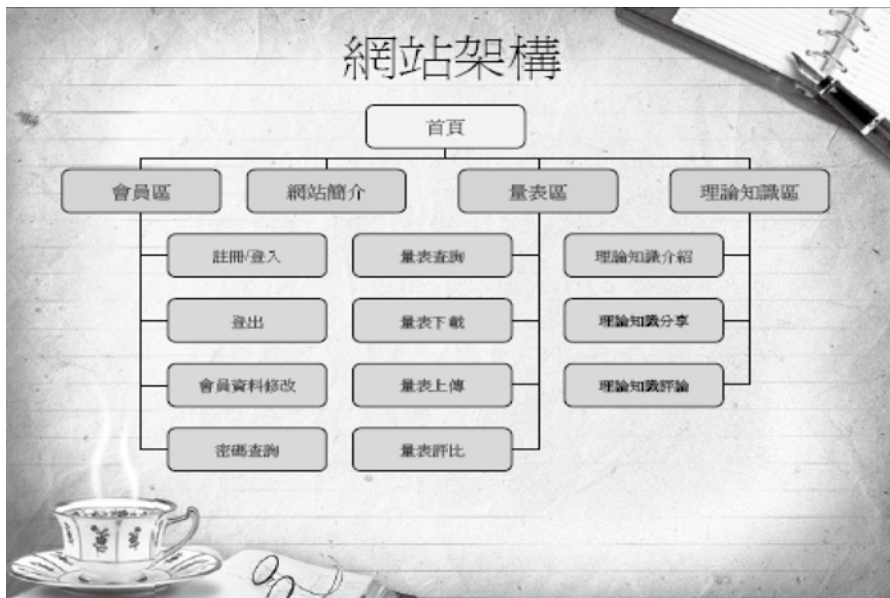 網站架構
首頁
會員區
網站簡介
量表區
理論知識區
註冊/登入
量表查詢
理論知識介紹
登出
量表下載
理論知識分享
會員資料修改
量表上傳
理論知識評論
密碼查詢
量表評比